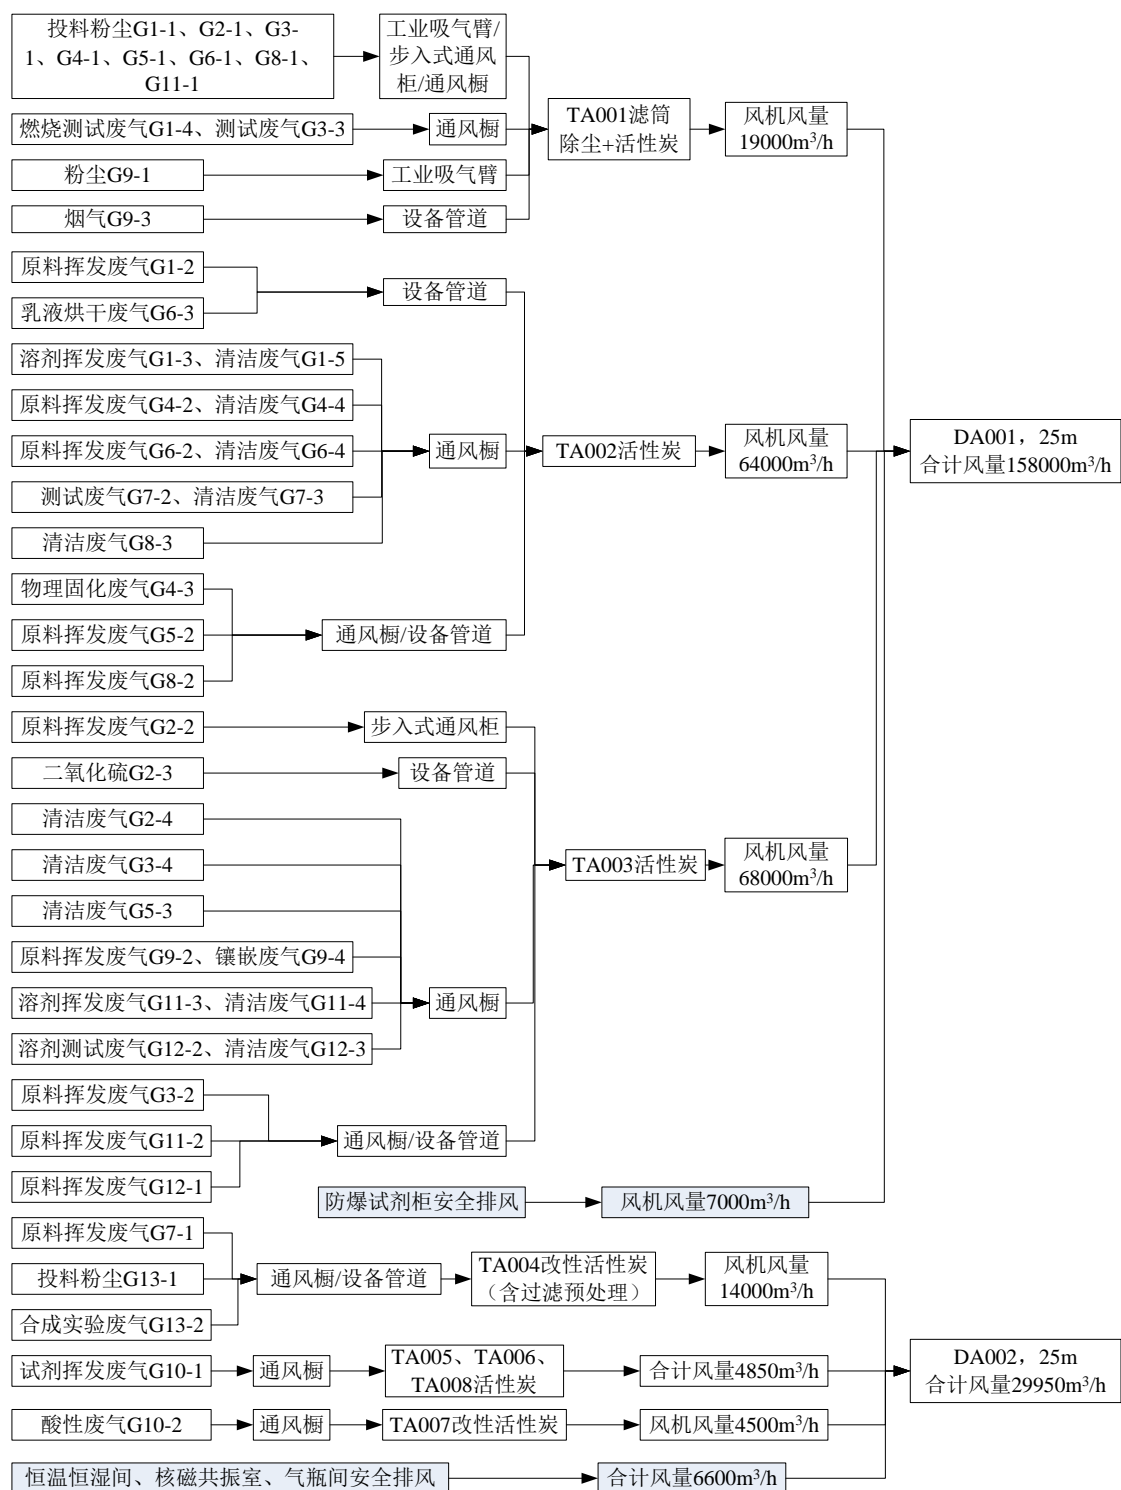 投料粉尘G1-1、G2-1、G3-
1、G4-1、G5-1、G6-1、G8-1、
G11-1
工业吸气臂/
步入式通风
柜/通风橱
燃烧测试废气G1-4、测试废气G3-3
通风橱
粉尘G9-1
工业吸气臂
烟气G9-3
设备管道
TA001滤筒
除尘+活性炭
风机风量
19000m³/h
原料挥发废气G1-2
乳液烘干废气G6-3
设备管道
溶剂挥发废气G1-3、清洁废气G1-5
原料挥发废气G4-2、清洁废气G4-4
原料挥发废气G6-2、清洁废气G6-4
测试废气G7-2、清洁废气G7-3
清洁废气G8-3
通风橱
物理固化废气G4-3
原料挥发废气G5-2
原料挥发废气G8-2
通风橱/设备管道
TA002活性炭
风机风量
64000m³/h
DA001，25m
合计风量158000m³/h
原料挥发废气G2-2
步入式通风柜
二氧化硫G2-3
设备管道
清洁废气G2-4
清洁废气G3-4
清洁废气G5-3
原料挥发废气G9-2、镶嵌废气G9-4
溶剂挥发废气G11-3、清洁废气G11-4
溶剂测试废气G12-2、清洁废气G12-3
通风橱
原料挥发废气G3-2
原料挥发废气G11-2
原料挥发废气G12-1
通风橱/设备管道
TA003活性炭
风机风量
68000m³/h
防爆试剂柜安全排风
风机风量7000m³/h
原料挥发废气G7-1
投料粉尘G13-1
合成实验废气G13-2
通风橱/设备管道
TA004改性活性炭
（含过滤预处理）
风机风量
14000m³/h
试剂挥发废气G10-1
通风橱
TA005、TA006、
TA008活性炭
合计风量4850m³/h
酸性废气G10-2
通风橱
TA007改性活性炭
风机风量4500m³/h
恒温恒湿间、核磁共振室、气瓶间安全排风
合计风量6600m³/h
DA002，25m
合计风量29950m³/h